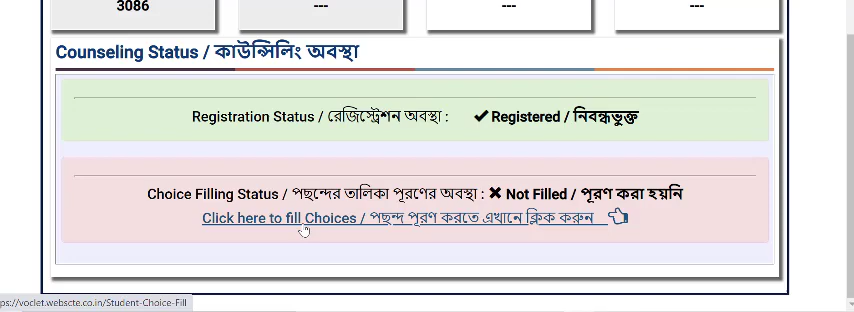 3086
---
---
---
Counseling Status / কাউন্সিলিং অবস্থা
Registration Status / রেজিস্ট্রেশন অবস্থা : ✔ Registered / নিবন্ধভুক্ত
Choice Filling Status / পছন্দের তালিকা পূরণের অবস্থা : ✖ Not Filled / পূরণ করা হয়নি
Click here to fill Choices / পছন্দ পূরণ করতে এখানে ক্লিক করুন
ps://voclet.webscte.co.in/Student-Choice-Fill